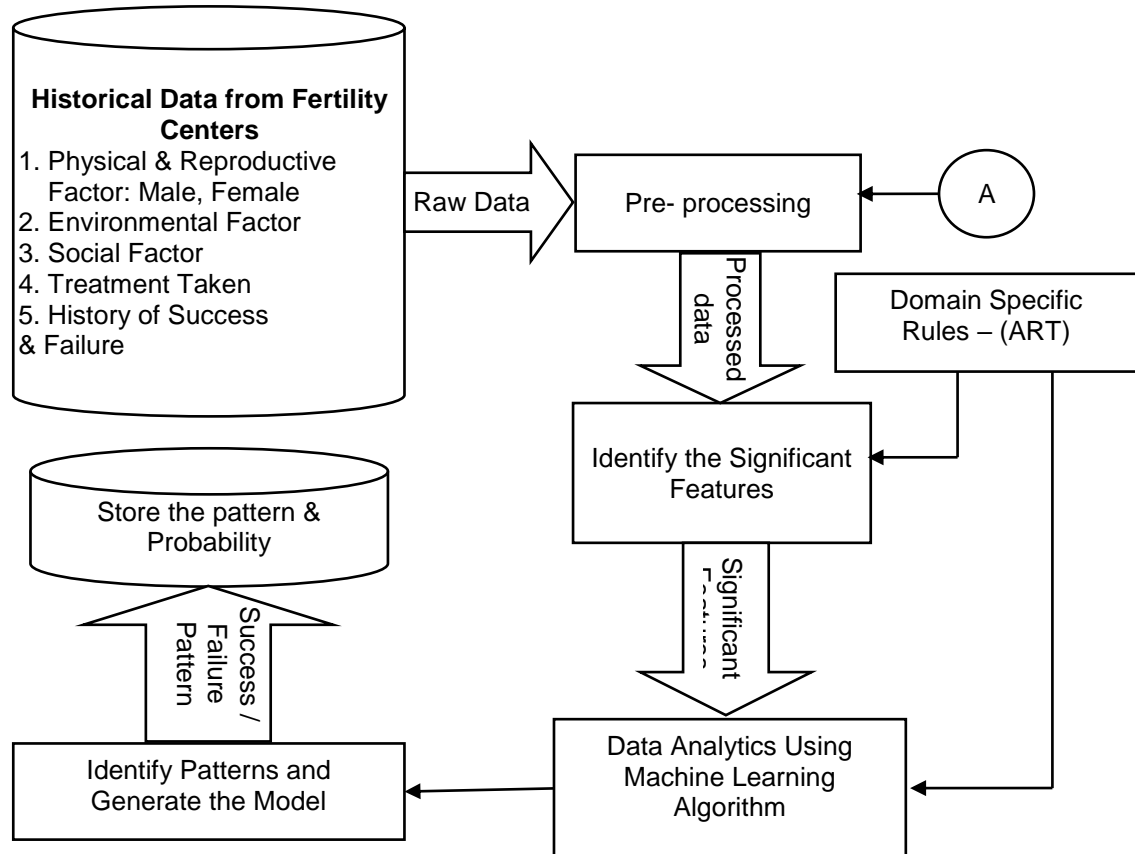 Historical Data from Fertility
Centers
1. Physical & Reproductive
Factor: Male, Female
2. Environmental Factor
3. Social Factor
4. Treatment Taken
5. History of Success
& Failure
Raw Data
Pre- processing
A
Processed
data
Domain Specific
Rules – (ART)
Identify the Significant
Features
Store the pattern &
Probability
Significant
Success /
Failure
Pattern
Data Analytics Using
Machine Learning
Algorithm
Identify Patterns and
Generate the Model